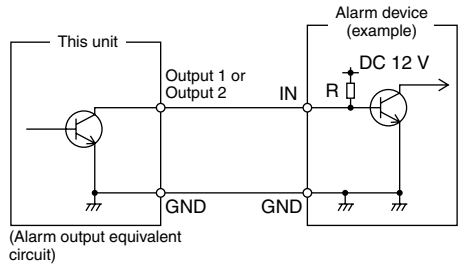 Alarm device
(example)
This unit
DC 12 V
Output 1 or
Output 2
IN
R
GND
GND
(Alarm output equivalent
circuit)